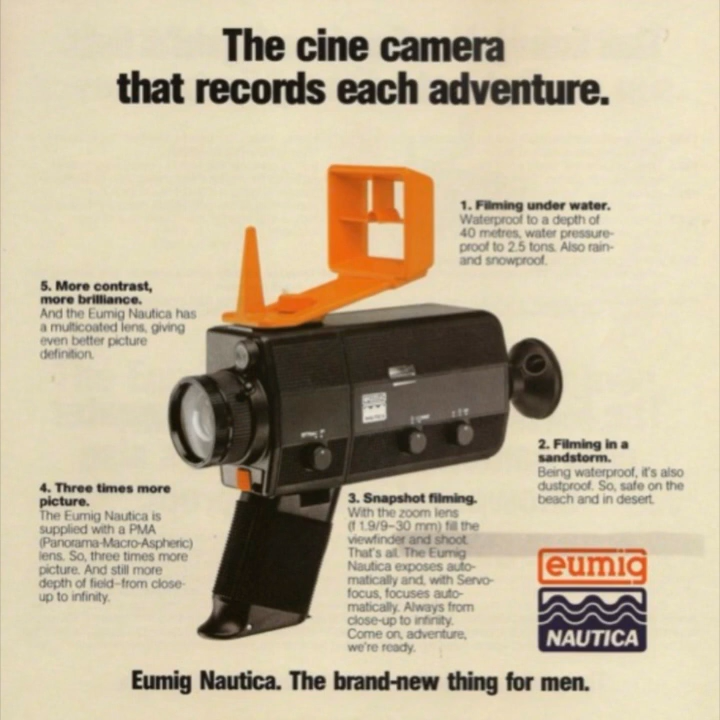 The cine camera
that records each adventure.
1. Filming under water.
Waterproof to a depth of
40 metres, water pressure-
proof to 2.5 tons. Also rain-
and snowproof.
5. More contrast,
more brilliance.
And the Eumig Nautica has
a multicoated lens, giving
even better picture
definition.
2. Filming in a
sandstorm.
Being waterproof, it's also
dustproof. So, safe on the
beach and in desert.
4. Three times more
picture.
The Eumig Nautica is
supplied with a PMA
(Panorama-Macro-Aspheric)
lens. So, three times more
picture. And still more
depth of field–from close-
up to infinity.
3. Snapshot filming.
With the zoom lens
(f 1.9/9–30 mm) fill the
viewfinder and shoot.
That's all. The Eumig
Nautica exposes auto-
matically and, with Servo-
focus, focuses auto-
matically. Always from
close-up to infinity.
Come on, adventure,
we're ready.
eumig
NAUTICA
Eumig Nautica. The brand-new thing for men.